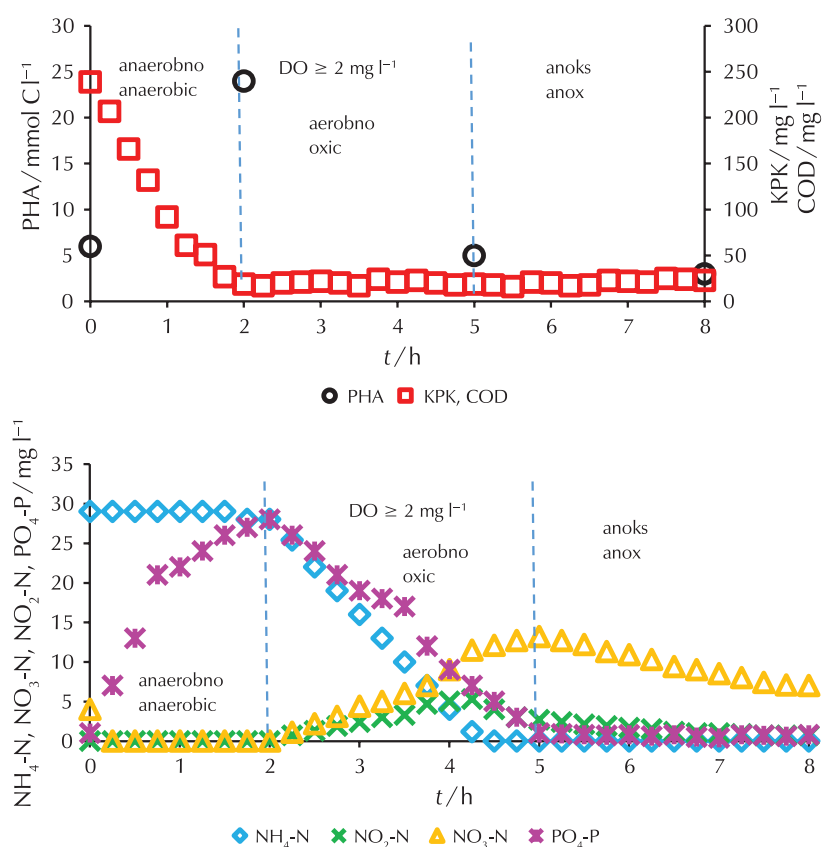 PHA/mmol C l⁻¹
30
25
20
15
10
5
0
anaerobno
anaerobic
DO ≥ 2 mg l⁻¹
aerobno
oxic
anoks
anox
300
250
200
150
100
50
0
KPK/mg l⁻¹
COD/mg l⁻¹
0 1 2 3 4 5 6 7 8
t/h
PHA KPK, COD
NH₄-N, NO₃-N, NO₂-N, PO₄-P/mg l⁻¹
35
30
25
20
15
10
5
0
DO ≥ 2 mg l⁻¹
aerobno
oxic
anoks
anox
anaerobno
anaerobic
0 1 2 3 4 5 6 7 8
t/h
NH₄-N NO₂-N NO₃-N PO₄-P